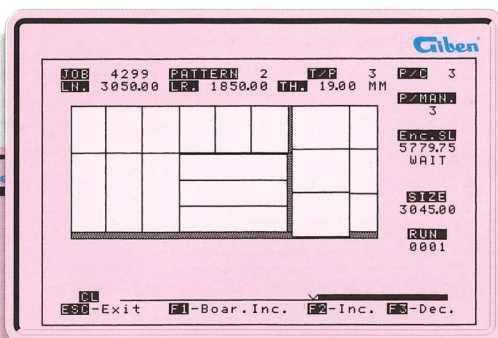 Giben
JOB 4299 PATTERN 2 T/P 3 P/C 3
LN. 3050.00 LR. 1850.00 TH. 19.00 MM
P/MAN.
3
Enc.SL
5779.75
WAIT
SIZE
3045.00
RUN
0001
CL
ESC-Exit F1-Boar.Inc. F2-Inc. F3-Dec.